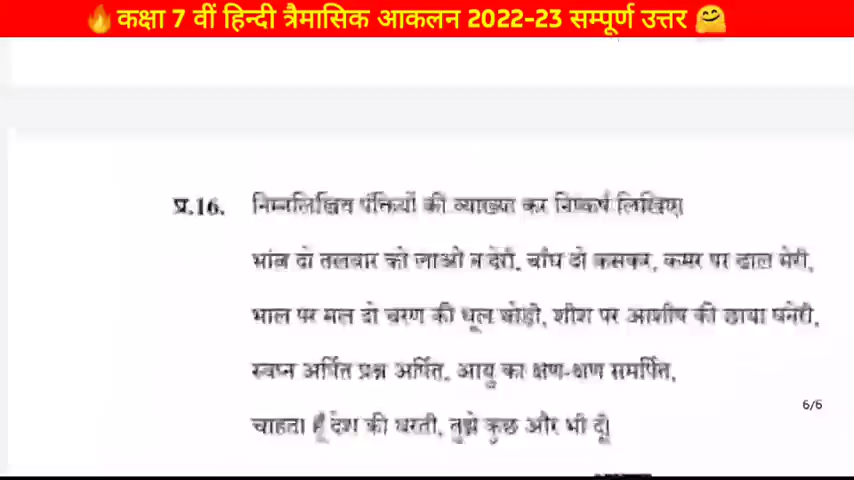 🔥कक्षा 7 वीं हिन्दी त्रैमासिक आकलन 2022-23 सम्पूर्ण उत्तर 🤗
प्र.16. निम्नलिखित पंक्तियों की व्याख्या कर निष्कर्ष लिखिए।
भांज दो तलवार को लाओ न देरी, बाँध दो कसकर, कमर पर ढाल मेरी,
भाल पर मल दो चरण की धूल थोड़ी, शीश पर आशीष की छाया घनेरी,
स्वप्न अर्पित प्रश्न अर्पित, आयु का क्षण-क्षण समर्पित,
6/6
चाहता हूँ देश की धरती, तुझे कुछ और भी दूँ।